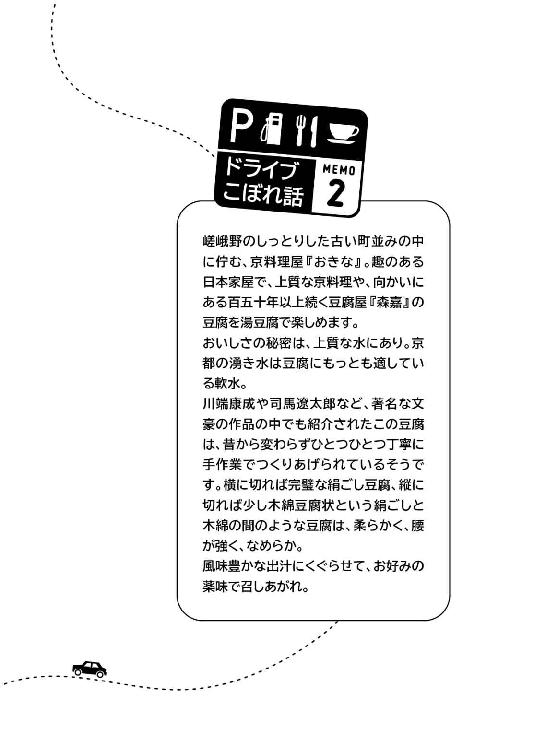 P
ドライブ
こぼれ話
MEMO
2
嵯峨野のしっとりした古い町並みの中
に佇む、京料理屋『おきな』。趣のある
日本家屋で、上質な京料理や、向かいに
ある百五十年以上続く豆腐屋『森嘉』の
豆腐を湯豆腐で楽しめます。
おいしさの秘密は、上質な水にあり。京
都の湧き水は豆腐にもっとも適してい
る軟水。
川端康成や司馬遼太郎など、著名な文
豪の作品の中でも紹介されたこの豆腐
は、昔から変わらずひとつひとつ丁寧に
手作業でつくりあげられているそうで
す。横に切れば完璧な絹ごし豆腐、縦に
切れば少し木綿豆腐状という絹ごしと
木綿の間のような豆腐は、柔らかく、腰
が強く、なめらか。
風味豊かな出汁にくぐらせて、お好みの
薬味で召しあがれ。